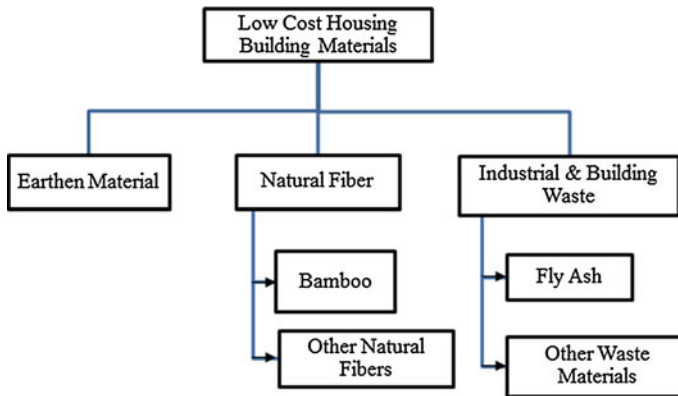 Low Cost Housing
Building Materials
Earthen Material
Natural Fiber
Industrial & Building
Waste
Bamboo
Fly Ash
Other Natural
Fibers
Other Waste
Materials